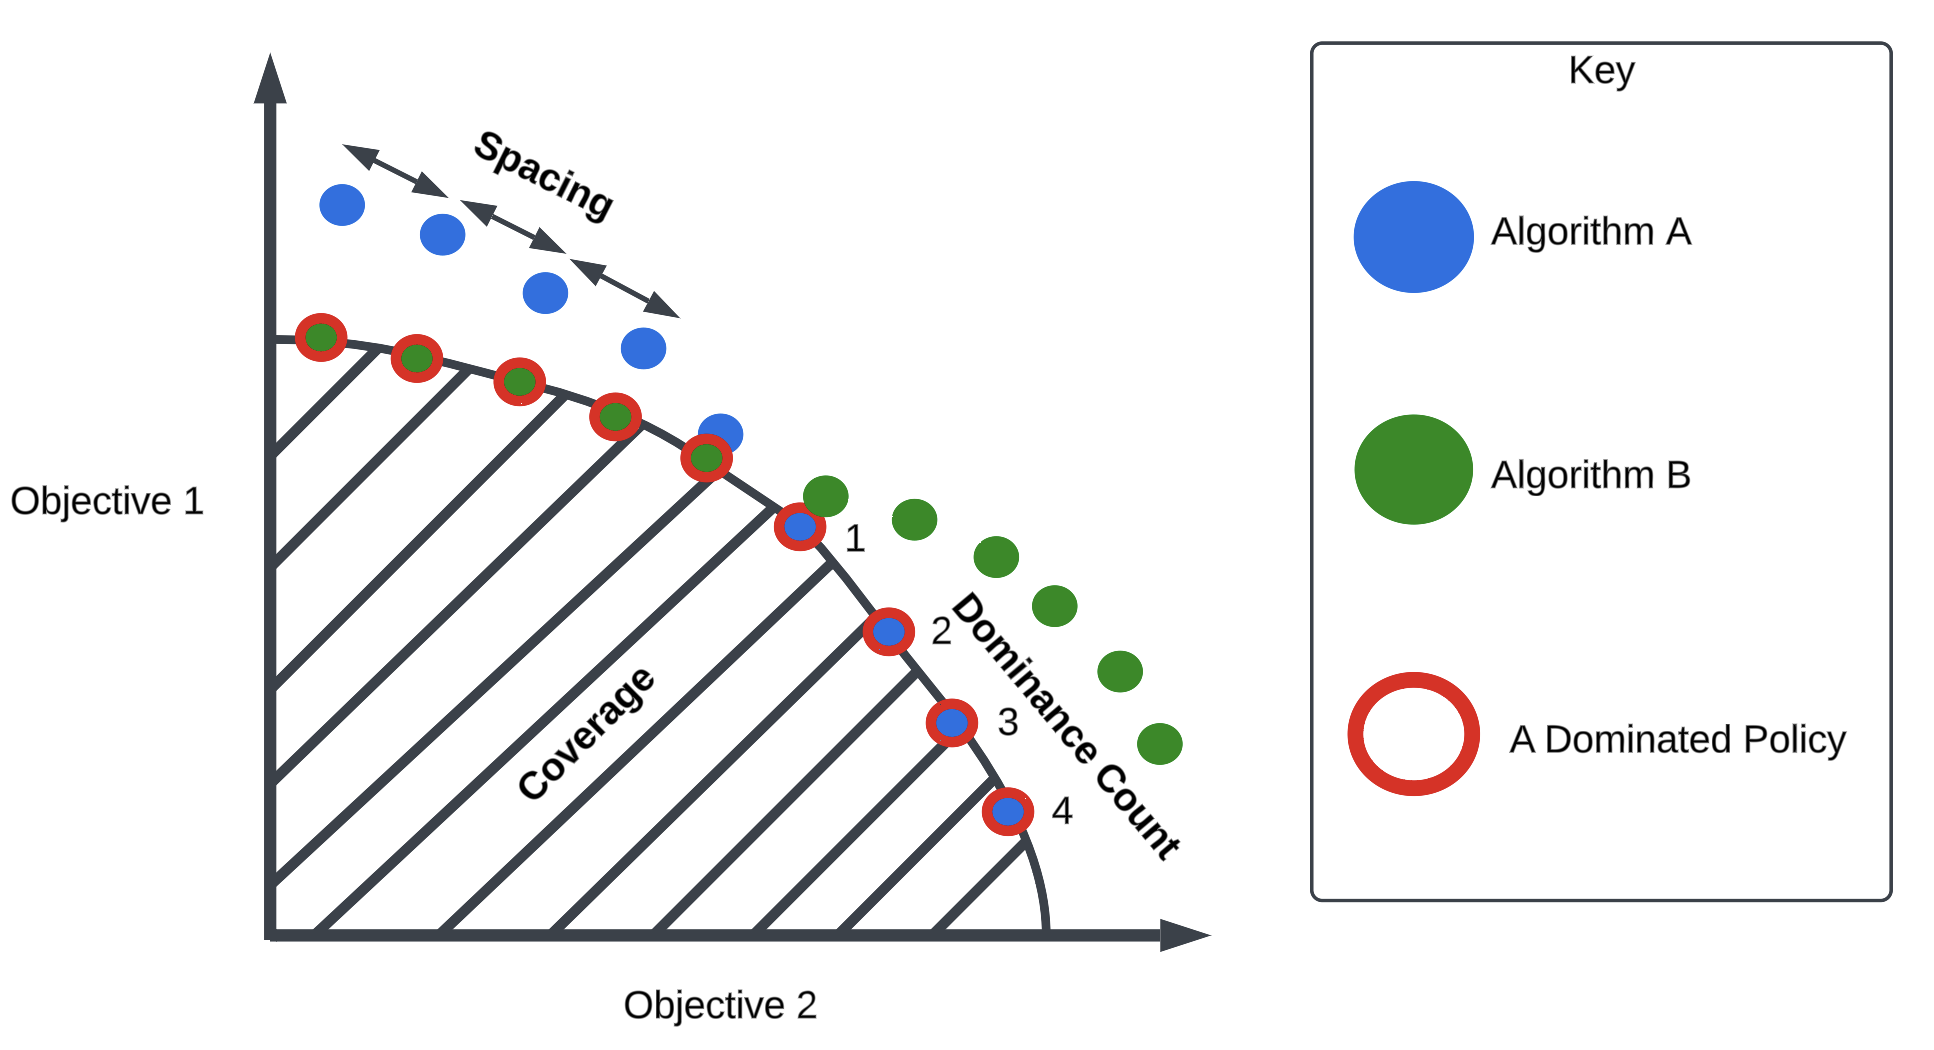 Key
Spacing
Algorithm A
Algorithm B
Objective 1
1
2
3
4
Dominance Count
Coverage
A Dominated Policy
Objective 2